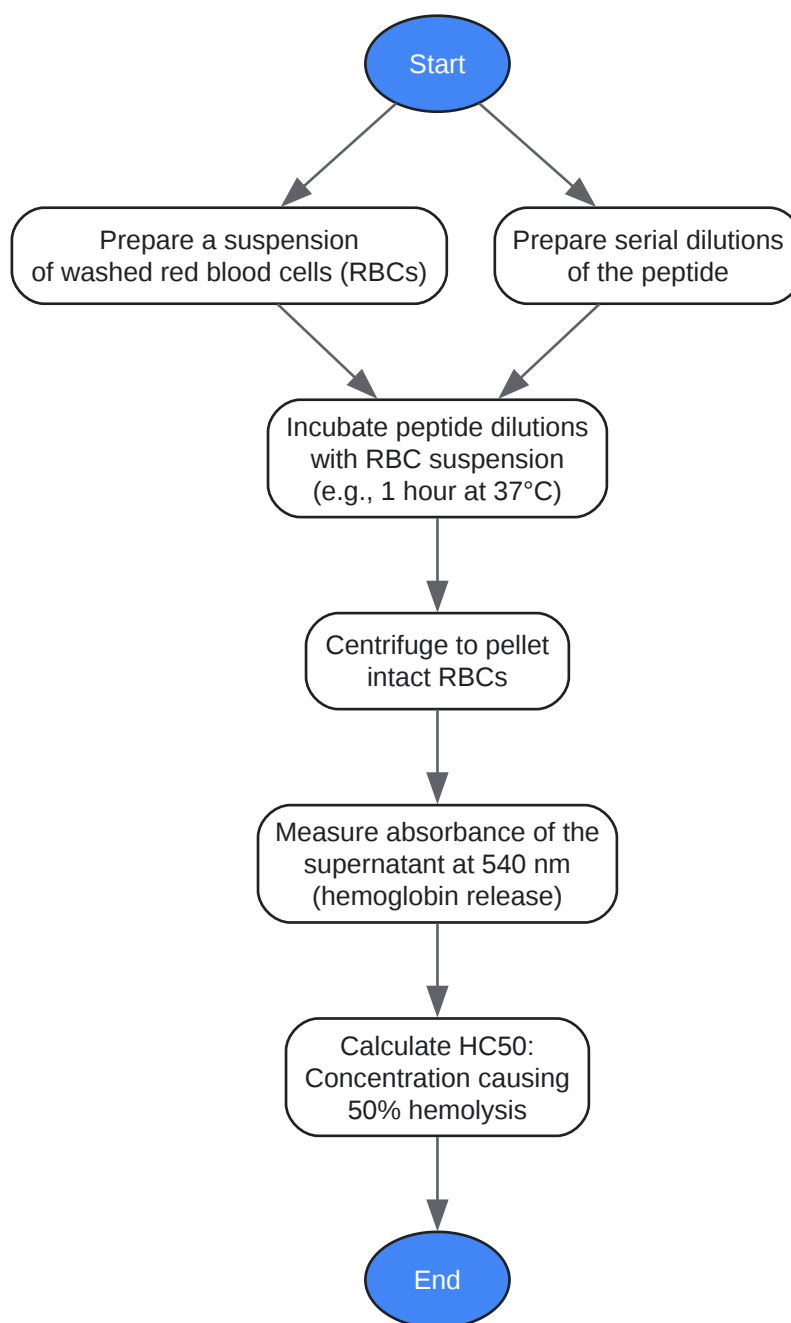 Start
Prepare a suspension
of washed red blood cells (RBCs)
Prepare serial dilutions
of the peptide
Incubate peptide dilutions
with RBC suspension
(e.g., 1 hour at 37°C)
Centrifuge to pellet
intact RBCs
Measure absorbance of the
supernatant at 540 nm
(hemoglobin release)
Calculate HC50:
Concentration causing
50% hemolysis
End